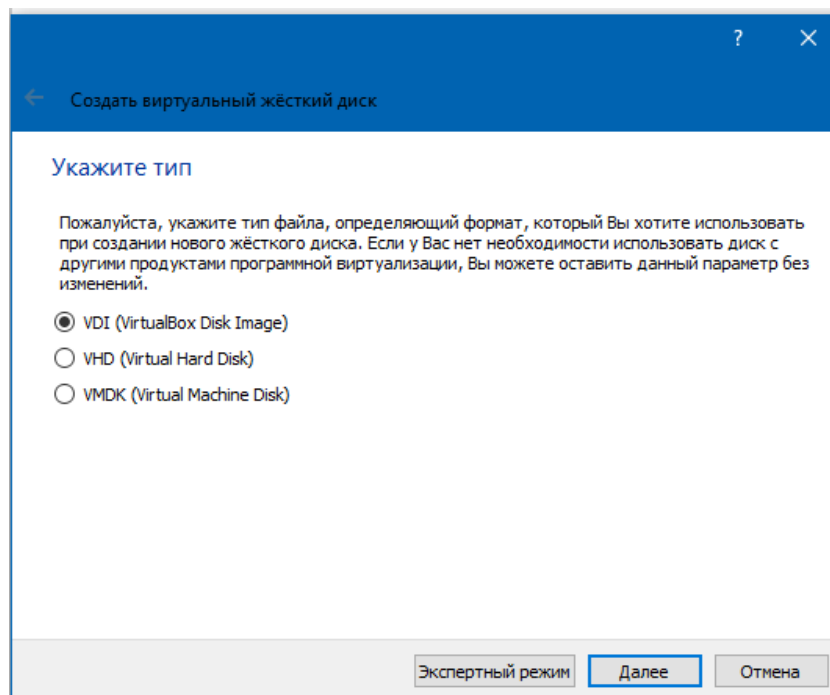 ?
Создать виртуальный жёсткий диск
Укажите тип
Пожалуйста, укажите тип файла, определяющий формат, который Вы хотите использовать
при создании нового жёсткого диска. Если у Вас нет необходимости использовать диск с
другими продуктами программной виртуализации, Вы можете оставить данный параметр без
изменений.
VDI (VirtualBox Disk Image)
VHD (Virtual Hard Disk)
VMDK (Virtual Machine Disk)
Экспертный режим Далее Отмена